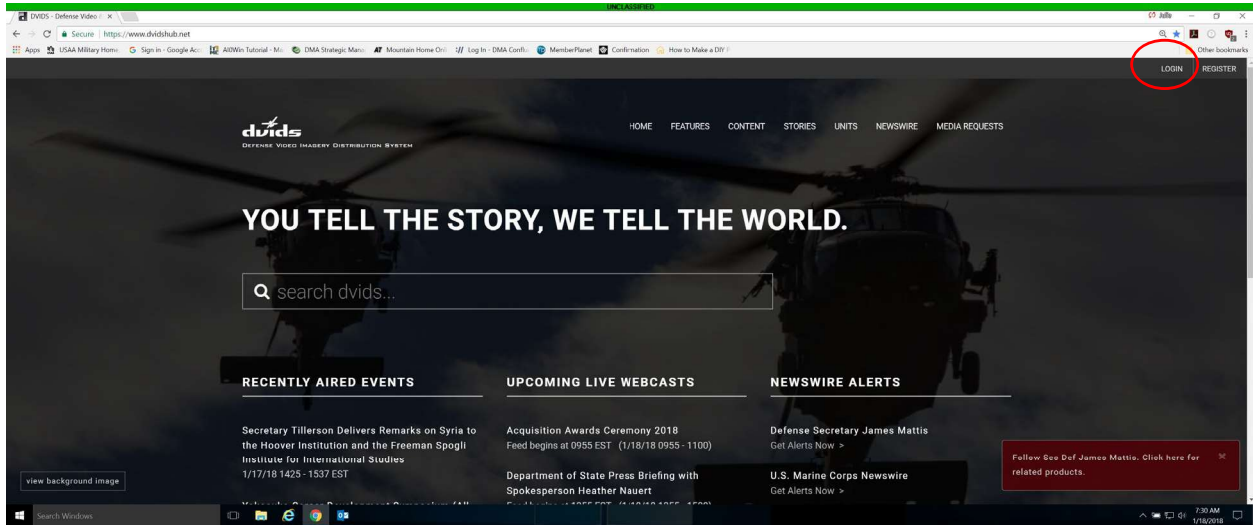 UNCLASSIFIED
DVIDS - Defense Video
Julie
Secure | https://www.dvidshub.net
Apps USAA Military Home Sign in - Google Acc AtXWin Tutorial - Ma DMA Strategic Mana Mountain Home Onli Log In - DMA Conflu MemberPlanet Confirmation How to Make a DIY Other bookmarks
LOGIN REGISTER
dvids
DEFENSE VIDEO IMAGERY DISTRIBUTION SYSTEM
HOME FEATURES CONTENT STORIES UNITS NEWSWIRE MEDIA REQUESTS
YOU TELL THE STORY, WE TELL THE WORLD.
search dvids...
RECENTLY AIRED EVENTS
Secretary Tillerson Delivers Remarks on Syria to
the Hoover Institution and the Freeman Spogli
Institute for International Studies
1/17/18 1425 - 1537 EST
UPCOMING LIVE WEBCASTS
Acquisition Awards Ceremony 2018
Feed begins at 0955 EST (1/18/18 0955 - 1100)
Department of State Press Briefing with
Spokesperson Heather Nauert
NEWSWIRE ALERTS
Defense Secretary James Mattis
Get Alerts Now >
U.S. Marine Corps Newswire
Get Alerts Now >
Follow Sec Def James Mattis. Click here for
related products.
view background image
Search Windows
7:30 AM
1/18/2018